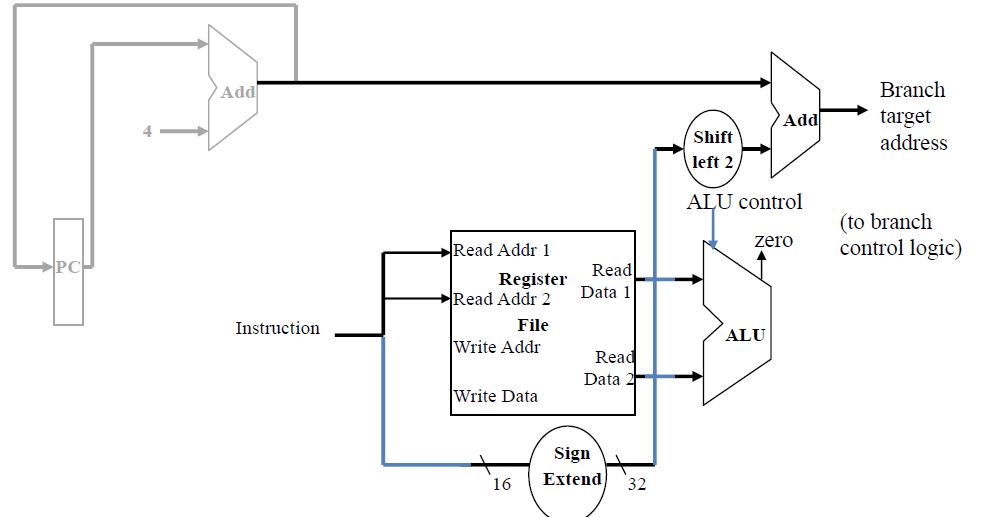 Add
4
PC
Add
Branch
target
address
Shift
left 2
ALU control
(to branch
control logic)
zero
Instruction
Read Addr 1
Register
Read Addr 2
File
Write Addr
Write Data
Read
Data 1
Read
Data 2
ALU
Sign
Extend
16
32